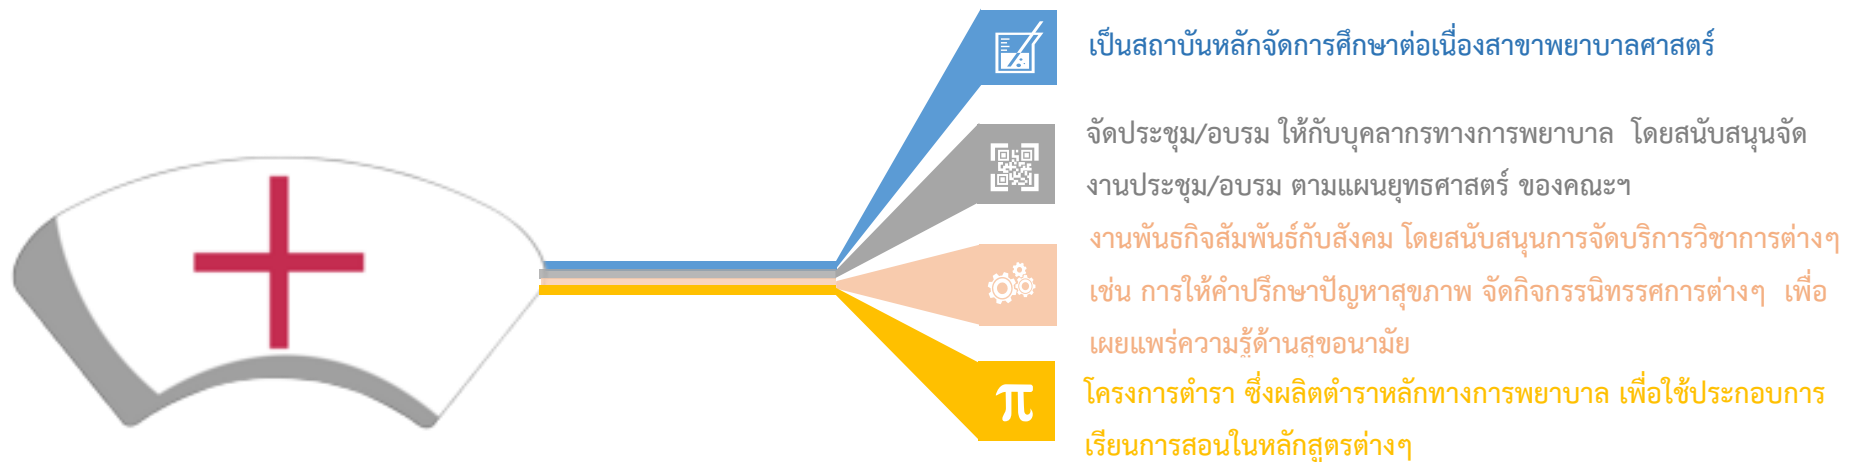 เป็นสถาบันหลักจัดการศึกษาต่อเนื่องสาขาพยาบาลศาสตร์
จัดประชุม/อบรม ให้กับบุคลากรทางการพยาบาล โดยสนับสนุนจัด
งานประชุม/อบรม ตามแผนยุทธศาสตร์ ของคณะฯ
งานพันธกิจสัมพันธ์กับสังคม โดยสนับสนุนการจัดบริการวิชาการต่างๆ
เช่น การให้คำปรึกษาปัญหาสุขภาพ จัดกิจกรรนิทรรศการต่างๆ เพื่อ
เผยแพร่ความรู้ด้านสุขอนามัย
π
โครงการตำรา ซึ่งผลิตตำราหลักทางการพยาบาล เพื่อใช้ประกอบการ
เรียนการสอนในหลักสูตรต่างๆ